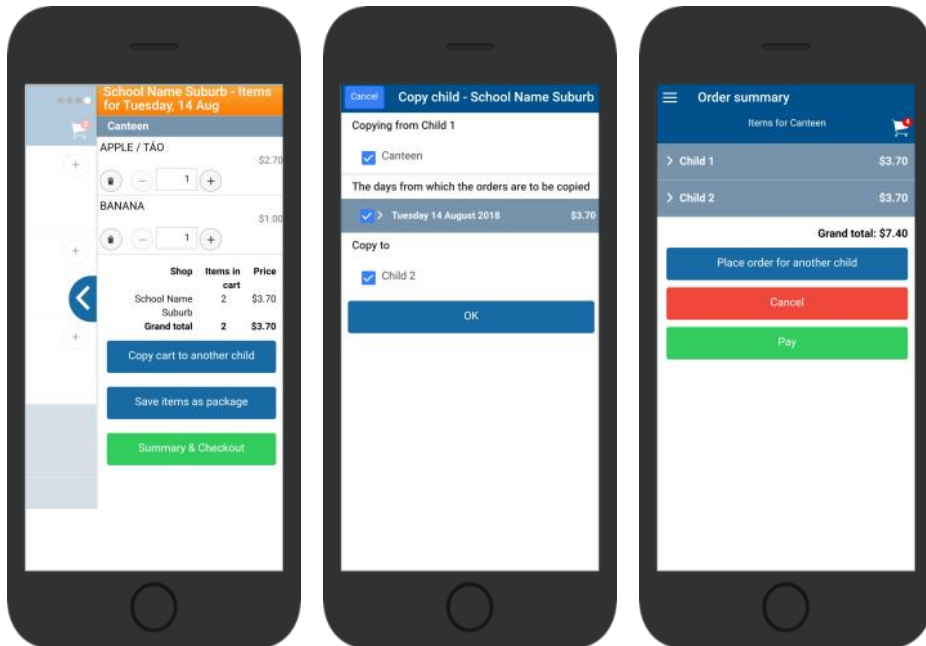 School Name Suburb - Items
for Tuesday, 14 Aug
Canteen
APPLE / TÁO
$2.70
1
BANANA
$1.00
1
Shop Items in Price
cart
School Name 2 $3.70
Suburb
Grand total 2 $3.70
Copy cart to another child
Save items as package
Summary & Checkout
Cancel Copy child - School Name Suburb
Copying from Child 1
Canteen
The days from which the orders are to be copied
Tuesday 14 August 2018 $3.70
Copy to
Child 2
OK
Order summary
Items for Canteen
4
Child 1 $3.70
Child 2 $3.70
Grand total: $7.40
Place order for another child
Cancel
Pay